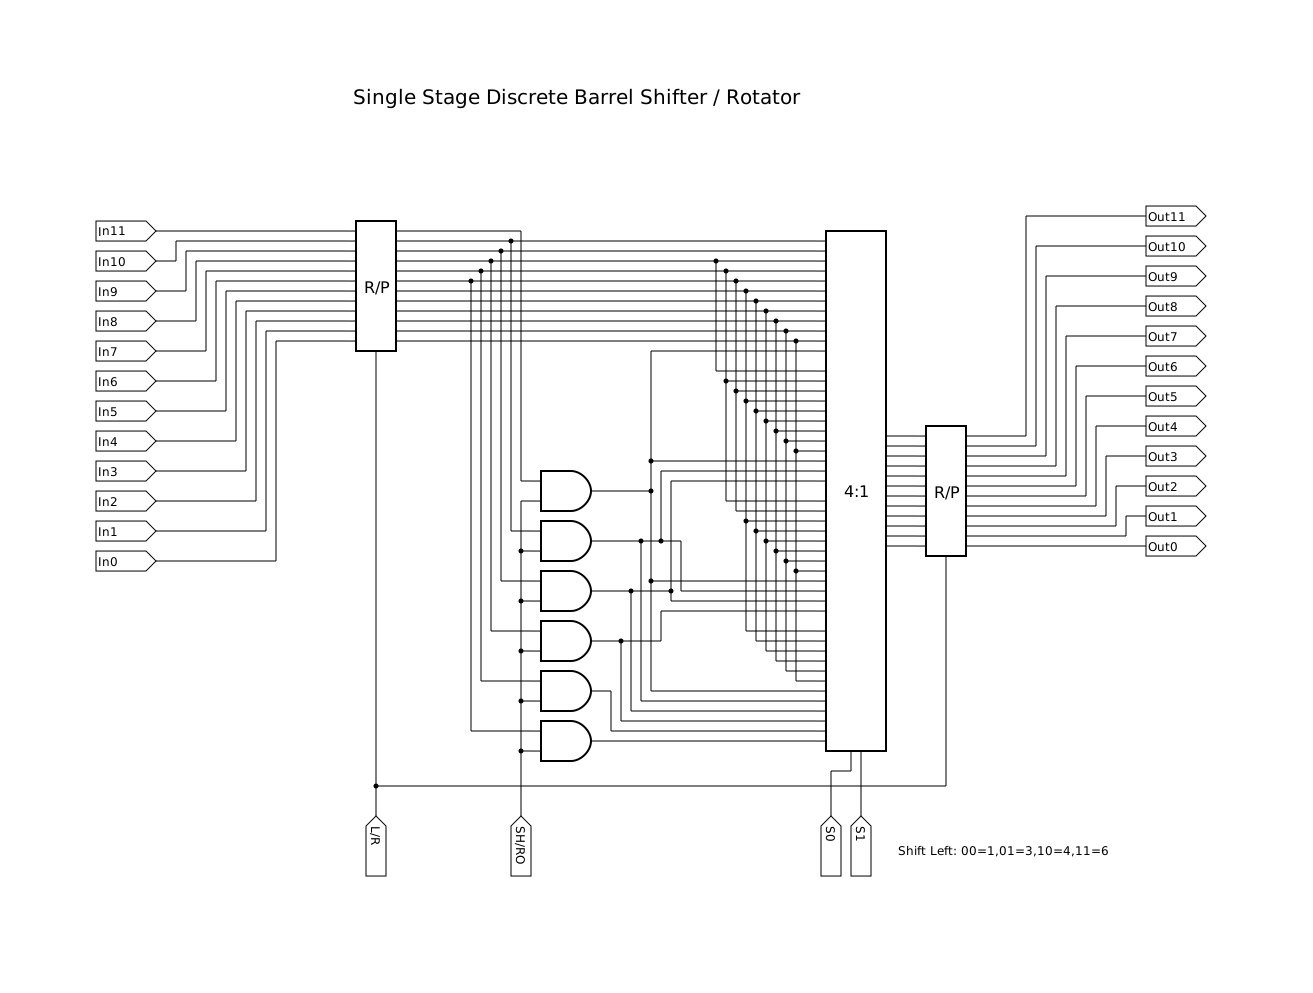 Single Stage Discrete Barrel Shifter / Rotator
In11
In10
In9
In8
In7
In6
In5
In4
In3
In2
In1
In0
R/P
4:1
R/P
Out11
Out10
Out9
Out8
Out7
Out6
Out5
Out4
Out3
Out2
Out1
Out0
L/R
SH/RO
S0
S1
Shift Left: 00=1,01=3,10=4,11=6